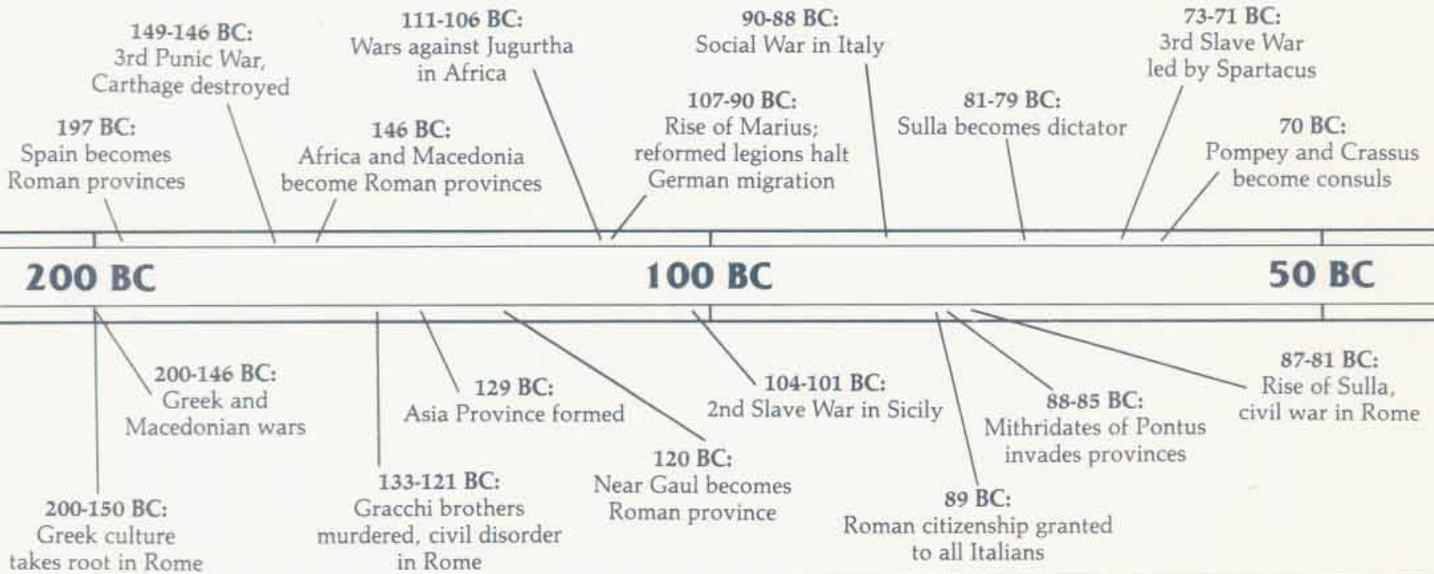 149-146 BC:
3rd Punic War,
Carthage destroyed
111-106 BC:
Wars against Jugurtha
in Africa
90-88 BC:
Social War in Italy
73-71 BC:
3rd Slave War
led by Spartacus
197 BC:
Spain becomes
Roman provinces
146 BC:
Africa and Macedonia
become Roman provinces
107-90 BC:
Rise of Marius;
reformed legions halt
German migration
81-79 BC:
Sulla becomes dictator
70 BC:
Pompey and Crassus
become consuls
200 BC
100 BC
50 BC
200-146 BC:
Greek and
Macedonian wars
129 BC:
Asia Province formed
104-101 BC:
2nd Slave War in Sicily
88-85 BC:
Mithridates of Pontus
invades provinces
87-81 BC:
Rise of Sulla,
civil war in Rome
200-150 BC:
Greek culture
takes root in Rome
133-121 BC:
Gracchi brothers
murdered, civil disorder
in Rome
120 BC:
Near Gaul becomes
Roman province
89 BC:
Roman citizenship granted
to all Italians